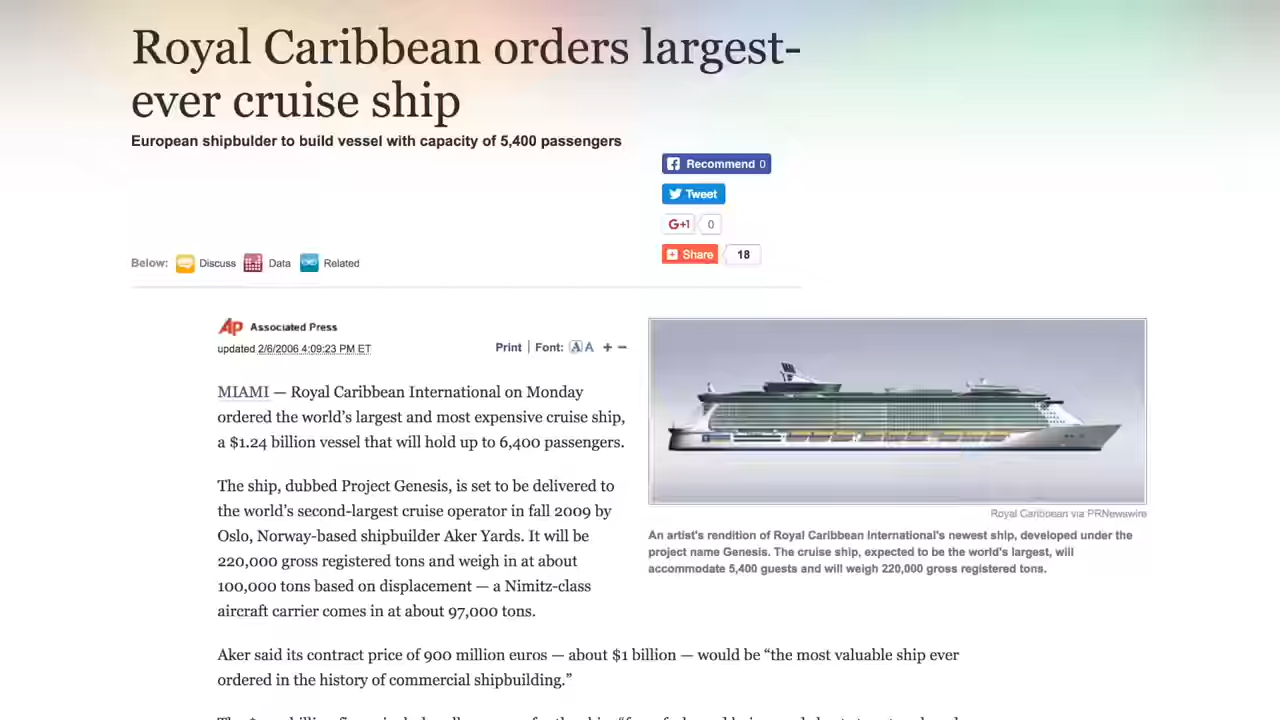 Royal Caribbean orders largest-
ever cruise ship
European shipbulder to build vessel with capacity of 5,400 passengers
Recommend 0
Tweet
G+1 0
Share 18
Below: Discuss Data Related
AP Associated Press
updated 2/6/2006 4:09:23 PM ET
Print | Font: A A + −
MIAMI — Royal Caribbean International on Monday
ordered the world's largest and most expensive cruise ship,
a $1.24 billion vessel that will hold up to 6,400 passengers.
The ship, dubbed Project Genesis, is set to be delivered to
the world's second-largest cruise operator in fall 2009 by
Oslo, Norway-based shipbuilder Aker Yards. It will be
220,000 gross registered tons and weigh in at about
100,000 tons based on displacement — a Nimitz-class
aircraft carrier comes in at about 97,000 tons.
Royal Caribbean via PRNewswire
An artist's rendition of Royal Caribbean International's newest ship, developed under the
project name Genesis. The cruise ship, expected to be the world's largest, will
accommodate 5,400 guests and will weigh 220,000 gross registered tons.
Aker said its contract price of 900 million euros — about $1 billion — would be “the most valuable ship ever
ordered in the history of commercial shipbuilding.”